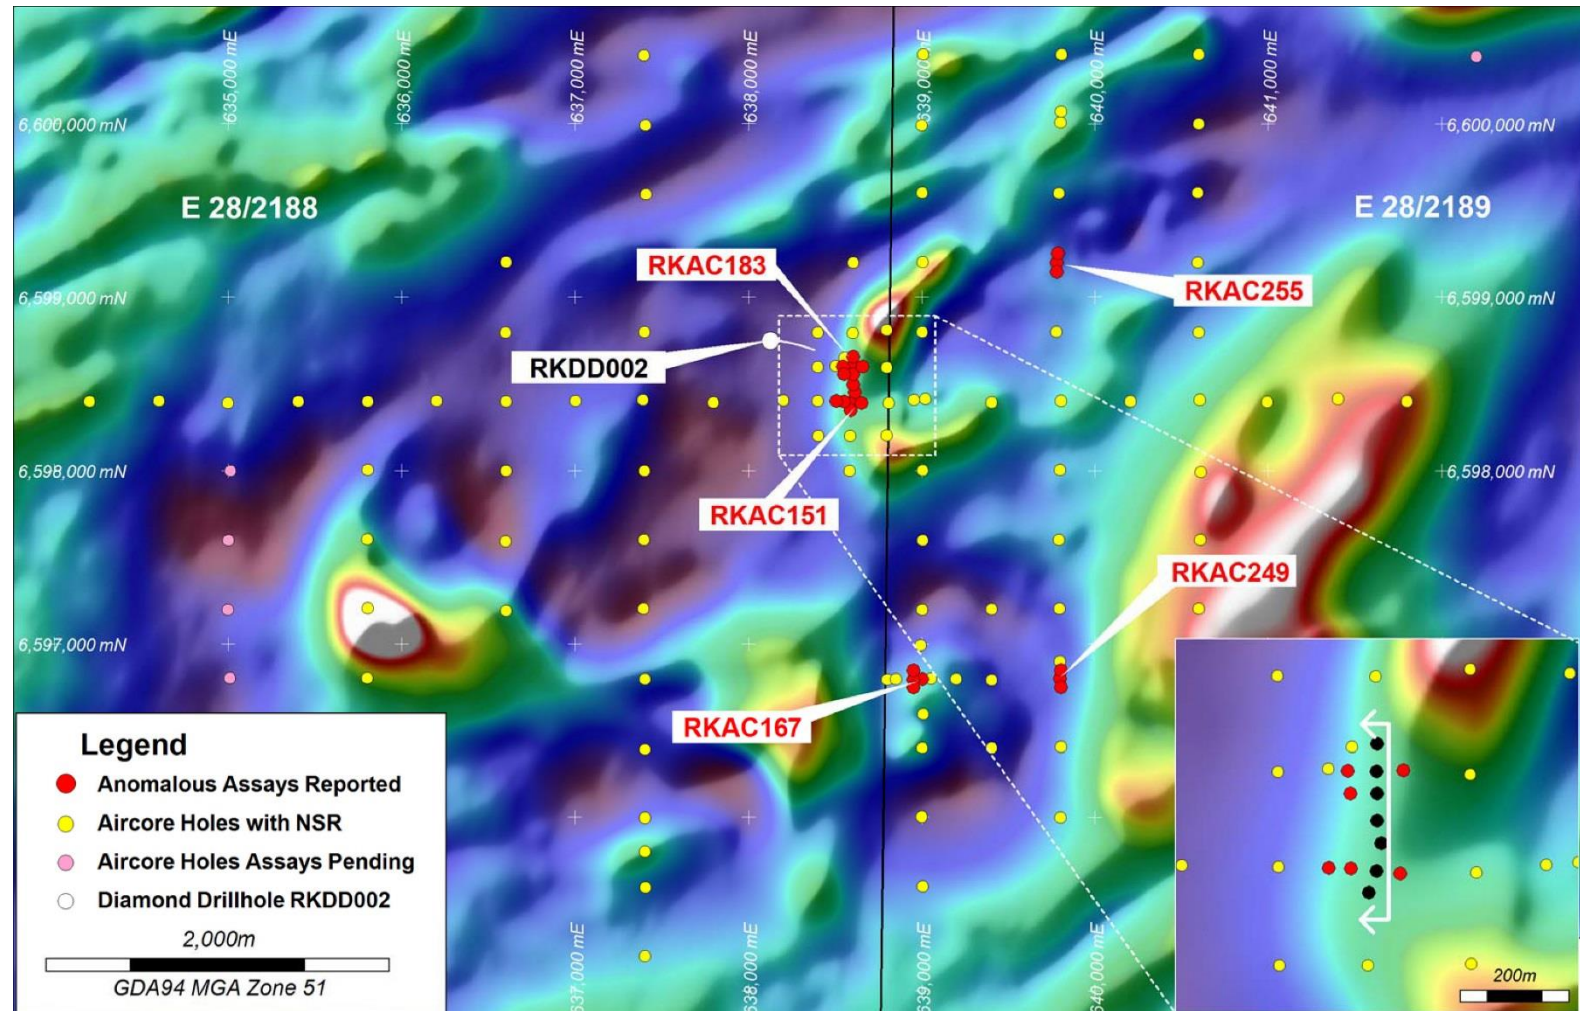 635,000 mE
636,000 mE
637,000 mE
638,000 mE
639,000 mE
640,000 mE
641,000 mE
6,600,000 mN
6,600,000 mN
E 28/2188
E 28/2189
RKAC183
RKAC255
6,599,000 mN
6,599,000 mN
RKDD002
6,598,000 mN
6,598,000 mN
RKAC151
RKAC249
6,597,000 mN
RKAC167
Legend
Anomalous Assays Reported
Aircore Holes with NSR
Aircore Holes Assays Pending
Diamond Drillhole RKDD002
2,000m
GDA94 MGA Zone 51
637,000 mE
638,000 mE
639,000 mE
640,000 mE
200m